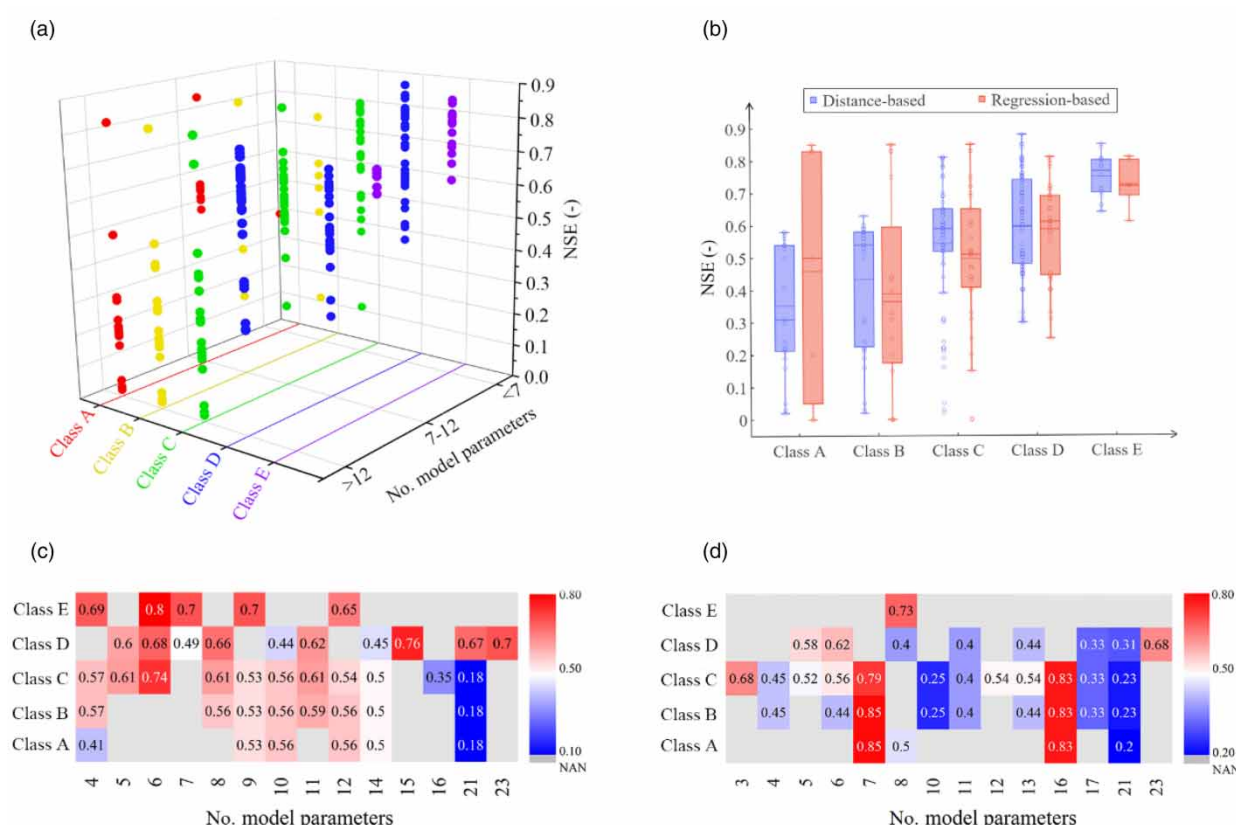 (a)
0.9
0.8
0.7
0.6
0.5
0.4
0.3
0.2
0.1
0.0
NSE (-)
<7
7-12
>12
No. model parameters
Class A
Class B
Class C
Class D
Class E
(b)
Distance-based Regression-based
0.9
0.8
0.7
0.6
0.5
0.4
0.3
0.2
0.1
0
NSE (-)
Class A Class B Class C Class D Class E
(c)
Class E 0.69 0.8 0.7 0.7 0.65
Class D 0.6 0.68 0.49 0.66 0.44 0.62 0.45 0.76 0.67 0.7
Class C 0.57 0.61 0.74 0.61 0.53 0.56 0.61 0.54 0.5 0.35 0.18
Class B 0.57 0.56 0.56 0.59 0.56 0.5 0.18
Class A 0.41 0.53 0.56 0.56 0.5 0.18
4 5 6 7 8 9 10 11 12 14 15 16 21 23
No. model parameters
0.80
0.50
0.10
NAN
(d)
Class E 0.73
Class D 0.58 0.62 0.4 0.4 0.44 0.33 0.31 0.68
Class C 0.68 0.45 0.52 0.56 0.79 0.25 0.4 0.54 0.54 0.83 0.33 0.23
Class B 0.45 0.44 0.85 0.25 0.4 0.44 0.83 0.33 0.23
Class A 0.85 0.5 0.83 0.2
3 4 5 6 7 8 10 11 12 13 16 17 21 23
No. model parameters
0.80
0.50
0.20
NAN